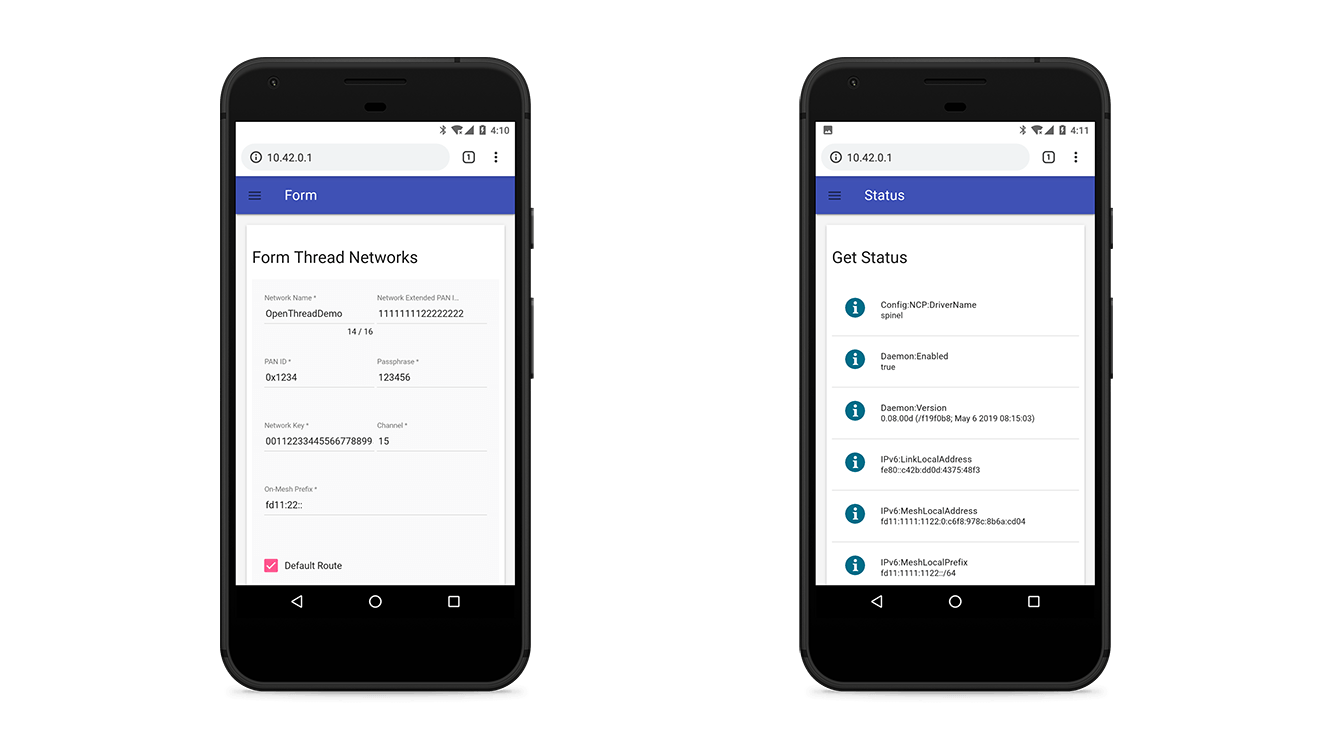 4:10
10.42.0.1
1
Form
Form Thread Networks
Network Name * Network Extended PAN I...
OpenThreadDemo 1111111122222222
14 / 16
PAN ID * Passphrase *
0x1234 123456
Network Key * Channel *
00112233445566778899 15
On-Mesh Prefix *
fd11:22::
Default Route
4:11
10.42.0.1
1
Status
Get Status
Config:NCP:DriverName
spinel
Daemon:Enabled
true
Daemon:Version
0.08.00d (/f19f0b8; May 6 2019 08:15:03)
IPv6:LinkLocalAddress
fe80::c42b:dd0d:4375:48f3
IPv6:MeshLocalAddress
fd11:1111:1122:0:c6f8:978c:8b6a:cd04
IPv6:MeshLocalPrefix
fd11:1111:1122::/64